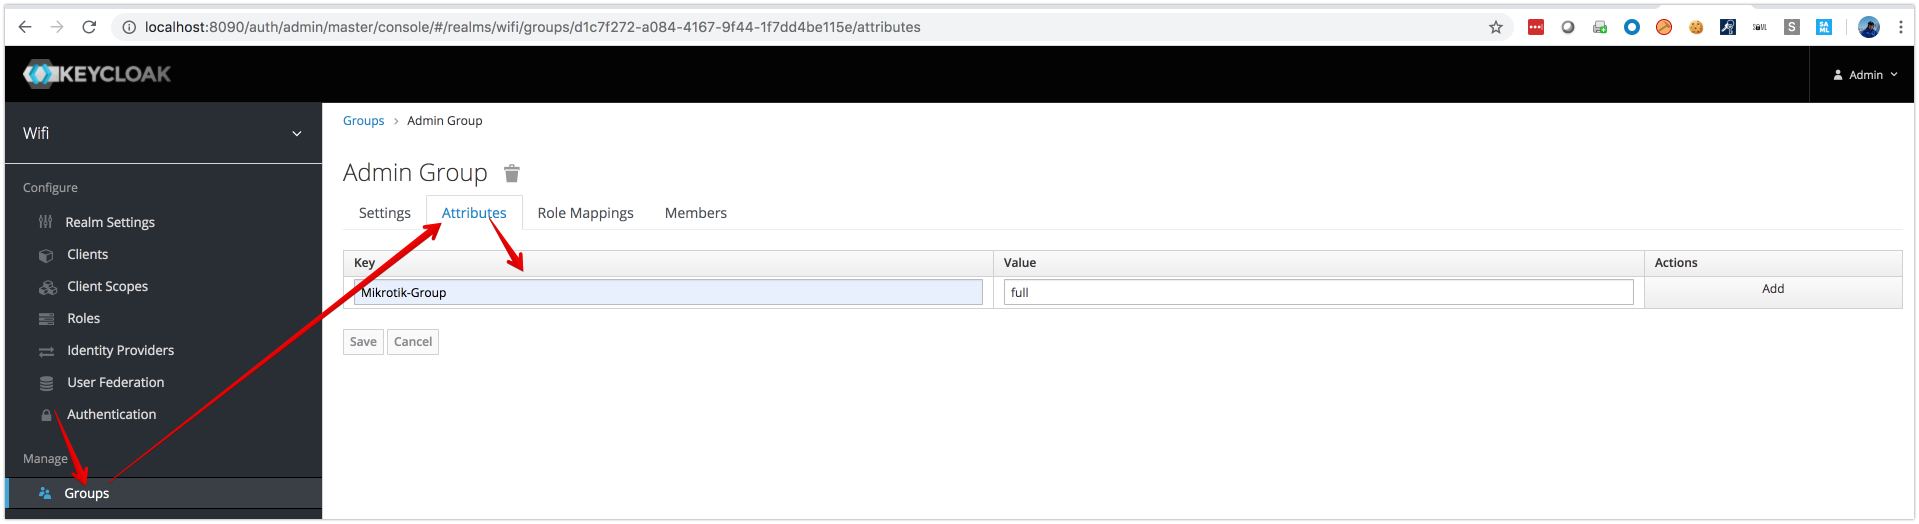 localhost:8090/auth/admin/master/console/#/realms/wifi/groups/d1c7f272-a084-4167-9f44-1f7dd4be115e/attributes
KEYCLOAK
Admin
Wifi
Configure
Realm Settings
Clients
Client Scopes
Roles
Identity Providers
User Federation
Authentication
Manage
Groups
Groups > Admin Group
Admin Group
Settings Attributes Role Mappings Members
Key Value Actions
Mikrotik-Group full Add
Save Cancel